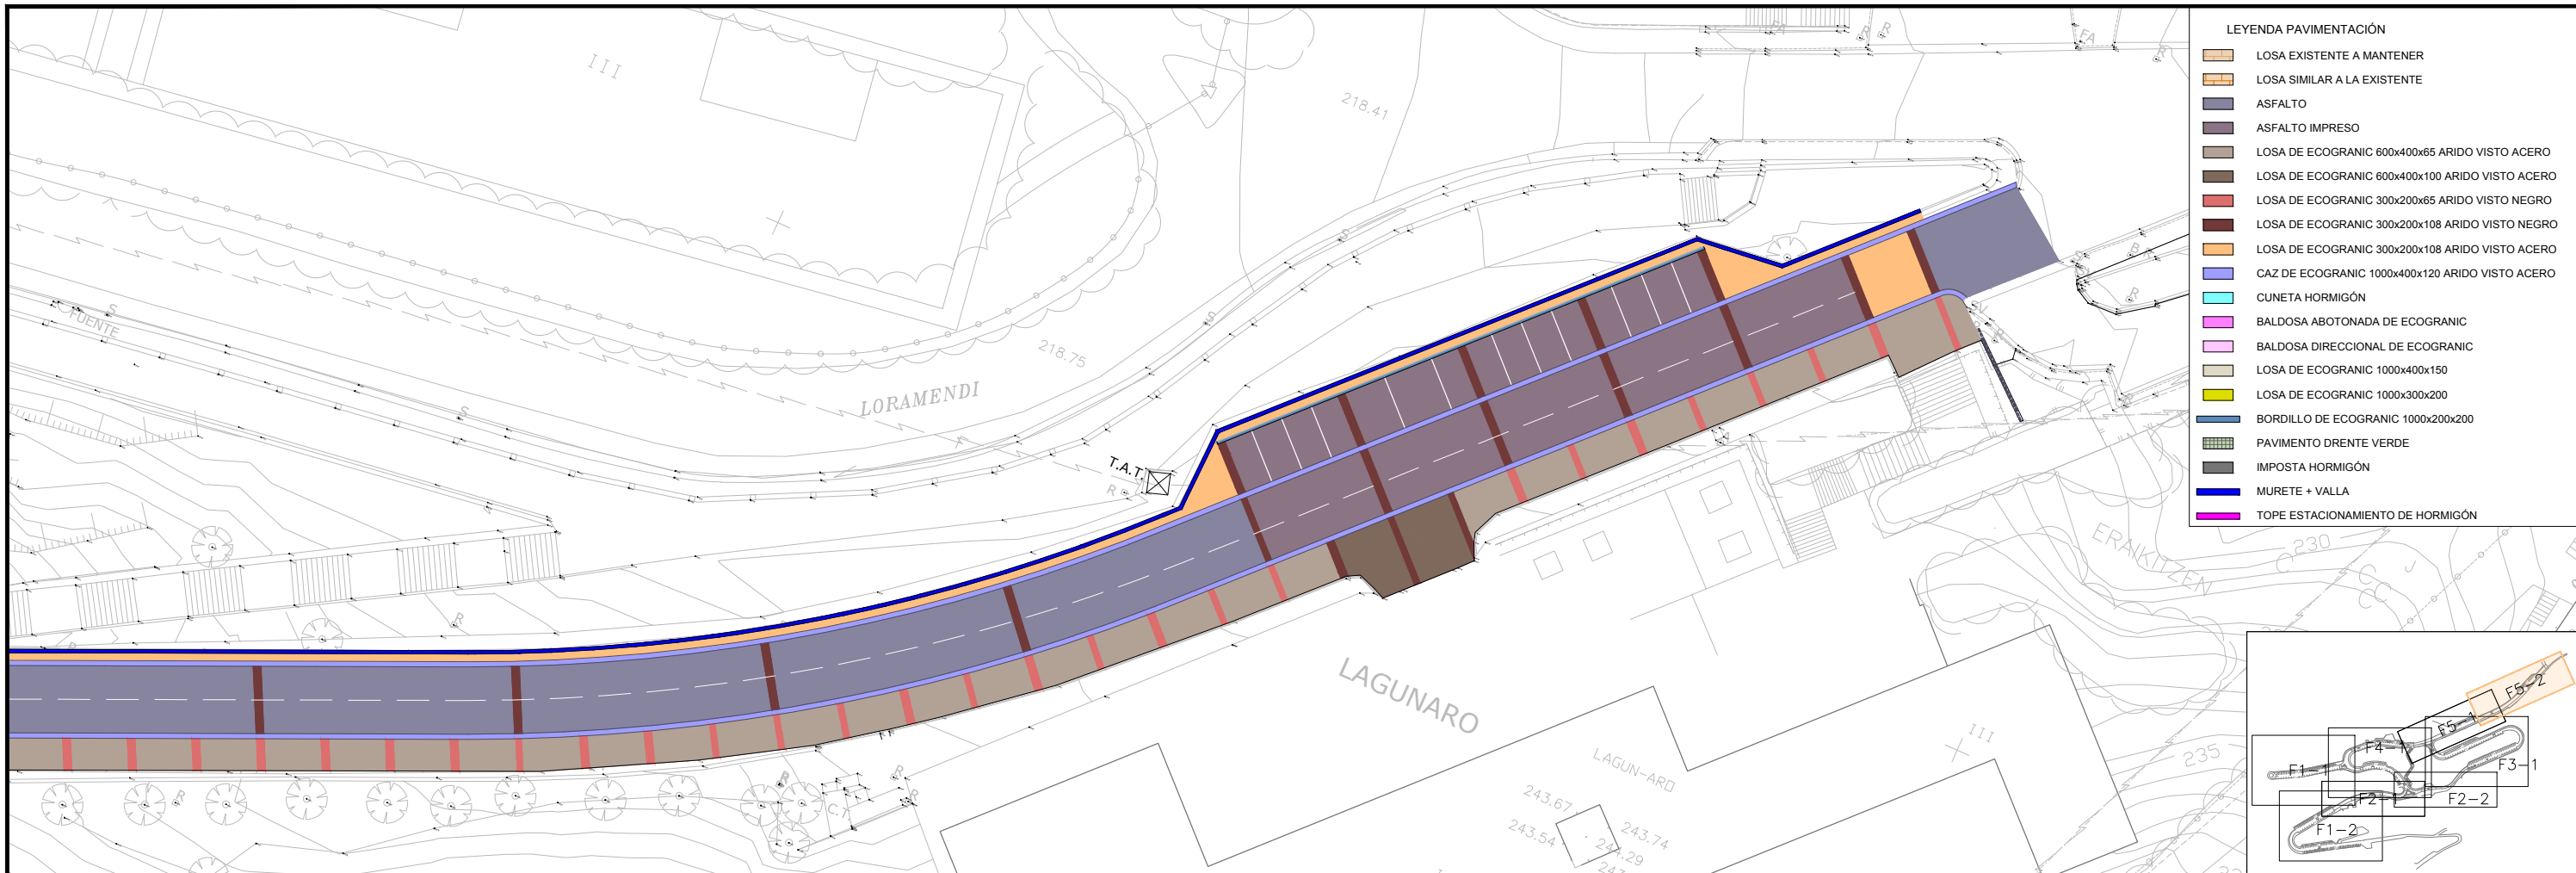 LEYENDA PAVIMENTACIÓN
LOSA EXISTENTE A MANTENER
LOSA SIMILAR A LA EXISTENTE
ASFALTO
ASFALTO IMPRESO
LOSA DE ECOGRANIC 600x400x65 ARIDO VISTO ACERO
LOSA DE ECOGRANIC 600x400x100 ARIDO VISTO ACERO
LOSA DE ECOGRANIC 300x200x65 ARIDO VISTO NEGRO
LOSA DE ECOGRANIC 300x200x108 ARIDO VISTO NEGRO
LOSA DE ECOGRANIC 300x200x108 ARIDO VISTO ACERO
CAZ DE ECOGRANIC 1000x400x120 ARIDO VISTO ACERO
CUNETA HORMIGÓN
BALDOSA ABOTONADA DE ECOGRANIC
BALDOSA DIRECCIONAL DE ECOGRANIC
LOSA DE ECOGRANIC 1000x400x150
LOSA DE ECOGRANIC 1000x300x200
BORDILLO DE ECOGRANIC 1000x200x200
PAVIMENTO DRENTE VERDE
IMPOSTA HORMIGÓN
MURETE + VALLA
TOPE ESTACIONAMIENTO DE HORMIGÓN
III
218.41
FA
R
R
FA
R
S
FUENTE
S
S
S
218.75
LORAMENDI
T.A.T.
R
R
R
R
R
R
C.T.
LAGUNARO
LAGUN-ARO
243.67
243.54
243.74
244.29
III
ERAIKITZEN
230
235
F5-2
F5-1
F4-1
F3-1
F1-1
F2-1
F2-2
F1-2